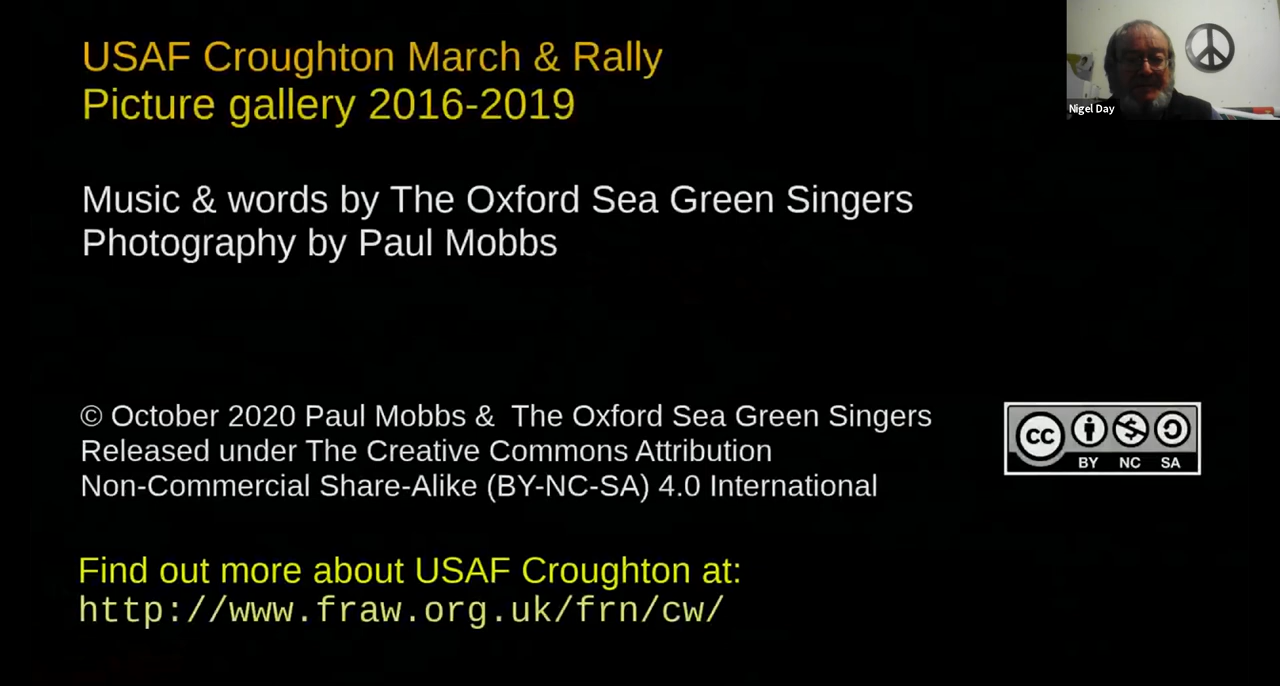 USAF Croughton March & Rally
Picture gallery 2016-2019
Nigel Day
Music & words by The Oxford Sea Green Singers
Photography by Paul Mobbs
© October 2020 Paul Mobbs & The Oxford Sea Green Singers
Released under The Creative Commons Attribution
Non-Commercial Share-Alike (BY-NC-SA) 4.0 International
cc
BY NC SA
Find out more about USAF Croughton at:
http://www.fraw.org.uk/frn/cw/